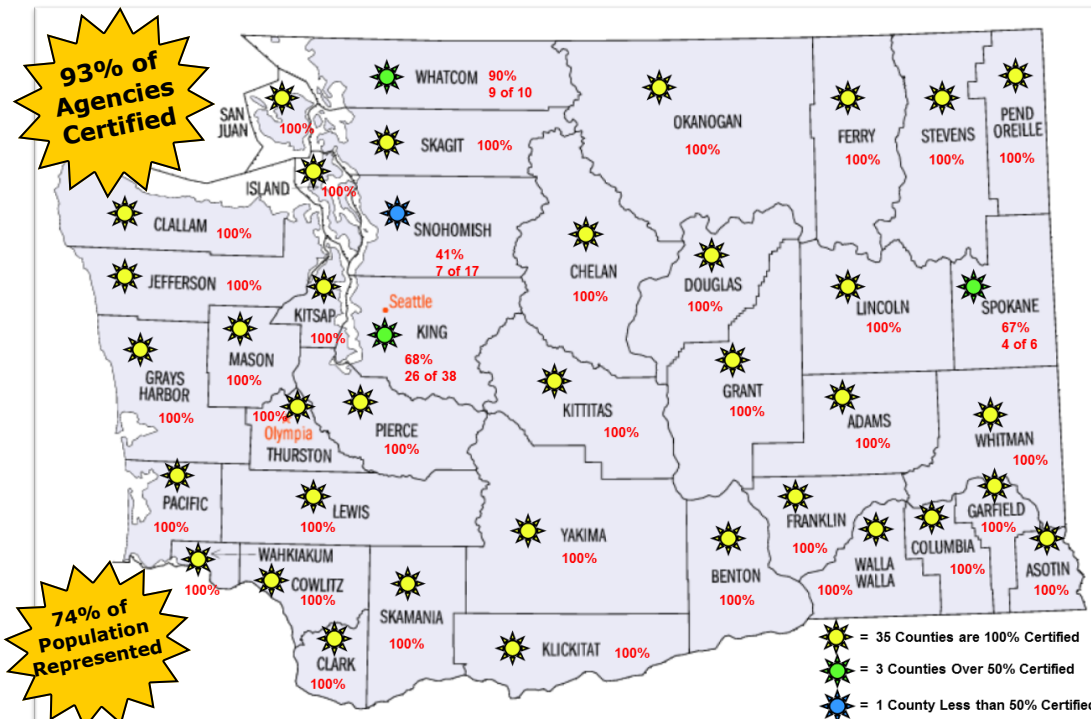 93% of
Agencies
Certified
WHATCOM 90%
9 of 10
SAN
JUAN
100%
SKAGIT 100%
ISLAND
100%
OKANOGAN
100%
FERRY
100%
STEVENS
100%
PEND
OREILLE
100%
CLALLAM 100%
SNOHOMISH
41%
7 of 17
CHELAN
100%
DOUGLAS
100%
JEFFERSON 100%
KITSAP
100%
Seattle
KING
68%
26 of 38
LINCOLN
100%
SPOKANE
67%
4 of 6
MASON
100%
GRAYS
HARBOR
100%
100%
Olympia
THURSTON
PIERCE
100%
KITTITAS
100%
GRANT
100%
ADAMS
100%
WHITMAN
100%
PACIFIC
100%
LEWIS
100%
YAKIMA
100%
BENTON
100%
FRANKLIN
100%
WALLA
WALLA
100%
COLUMBIA
100%
GARFIELD
100%
ASOTIN
100%
WAHKIAKUM
100%
COWLITZ
100%
SKAMANIA
100%
CLARK
100%
KLICKITAT 100%
74% of
Population
Represented
= 35 Counties are 100% Certified
= 3 Counties Over 50% Certified
= 1 County Less than 50% Certified